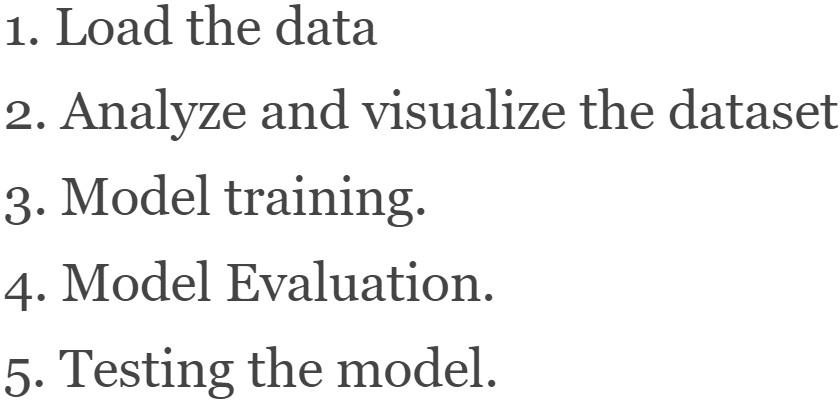 1. Load the data
2. Analyze and visualize the dataset
3. Model training.
4. Model Evaluation.
5. Testing the model.